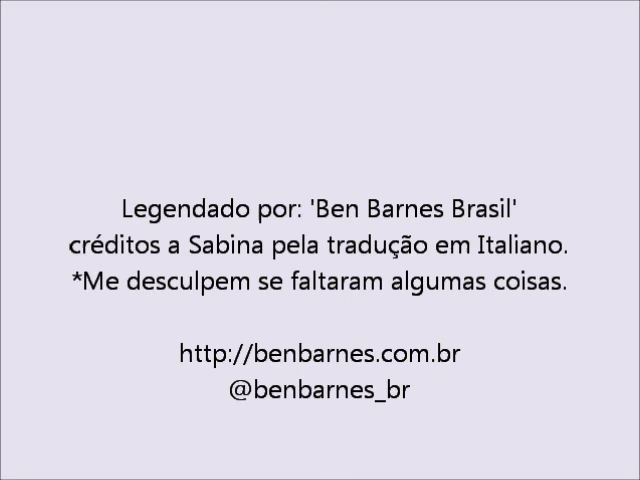 Legendado por: 'Ben Barnes Brasil'
créditos a Sabina pela tradução em Italiano.
*Me desculpem se faltaram algumas coisas.
http://benbarnes.com.br
@benbarnes_br